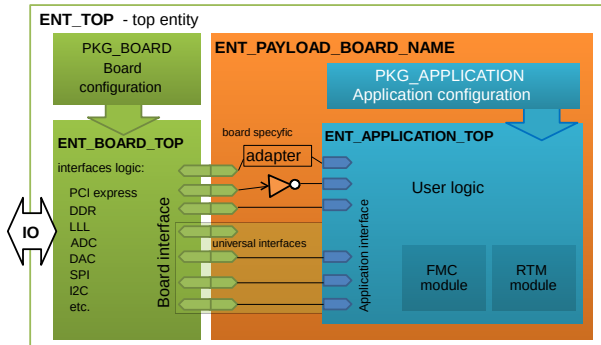 ENT_TOP - top entity
PKG_BOARD
Board
configuration
ENT_PAYLOAD_BOARD_NAME
PKG_APPLICATION
Application configuration
ENT_BOARD_TOP
board specyfic
adapter
ENT_APPLICATION_TOP
interfaces logic:
PCI express
DDR
LLL
ADC
DAC
SPI
I2C
etc.
IO
Board interface
universal interfaces
Application interface
User logic
FMC
module
RTM
module